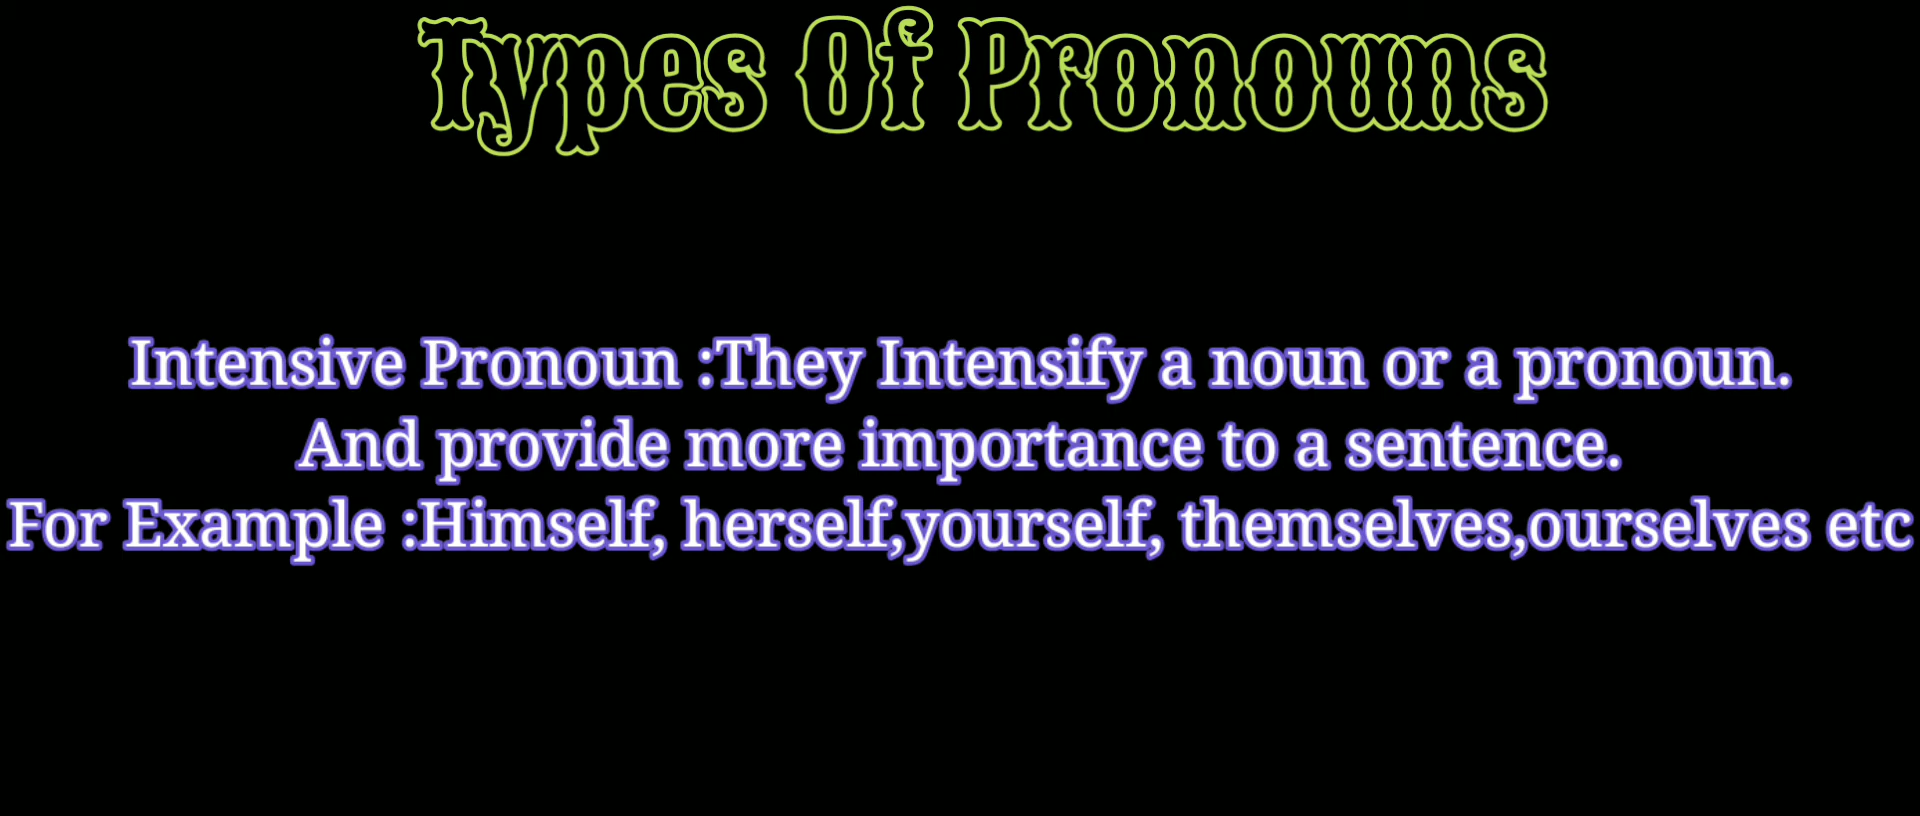 Types Of Pronouns
Intensive Pronoun :They Intensify a noun or a pronoun.
And provide more importance to a sentence.
For Example :Himself, herself,yourself, themselves,ourselves etc